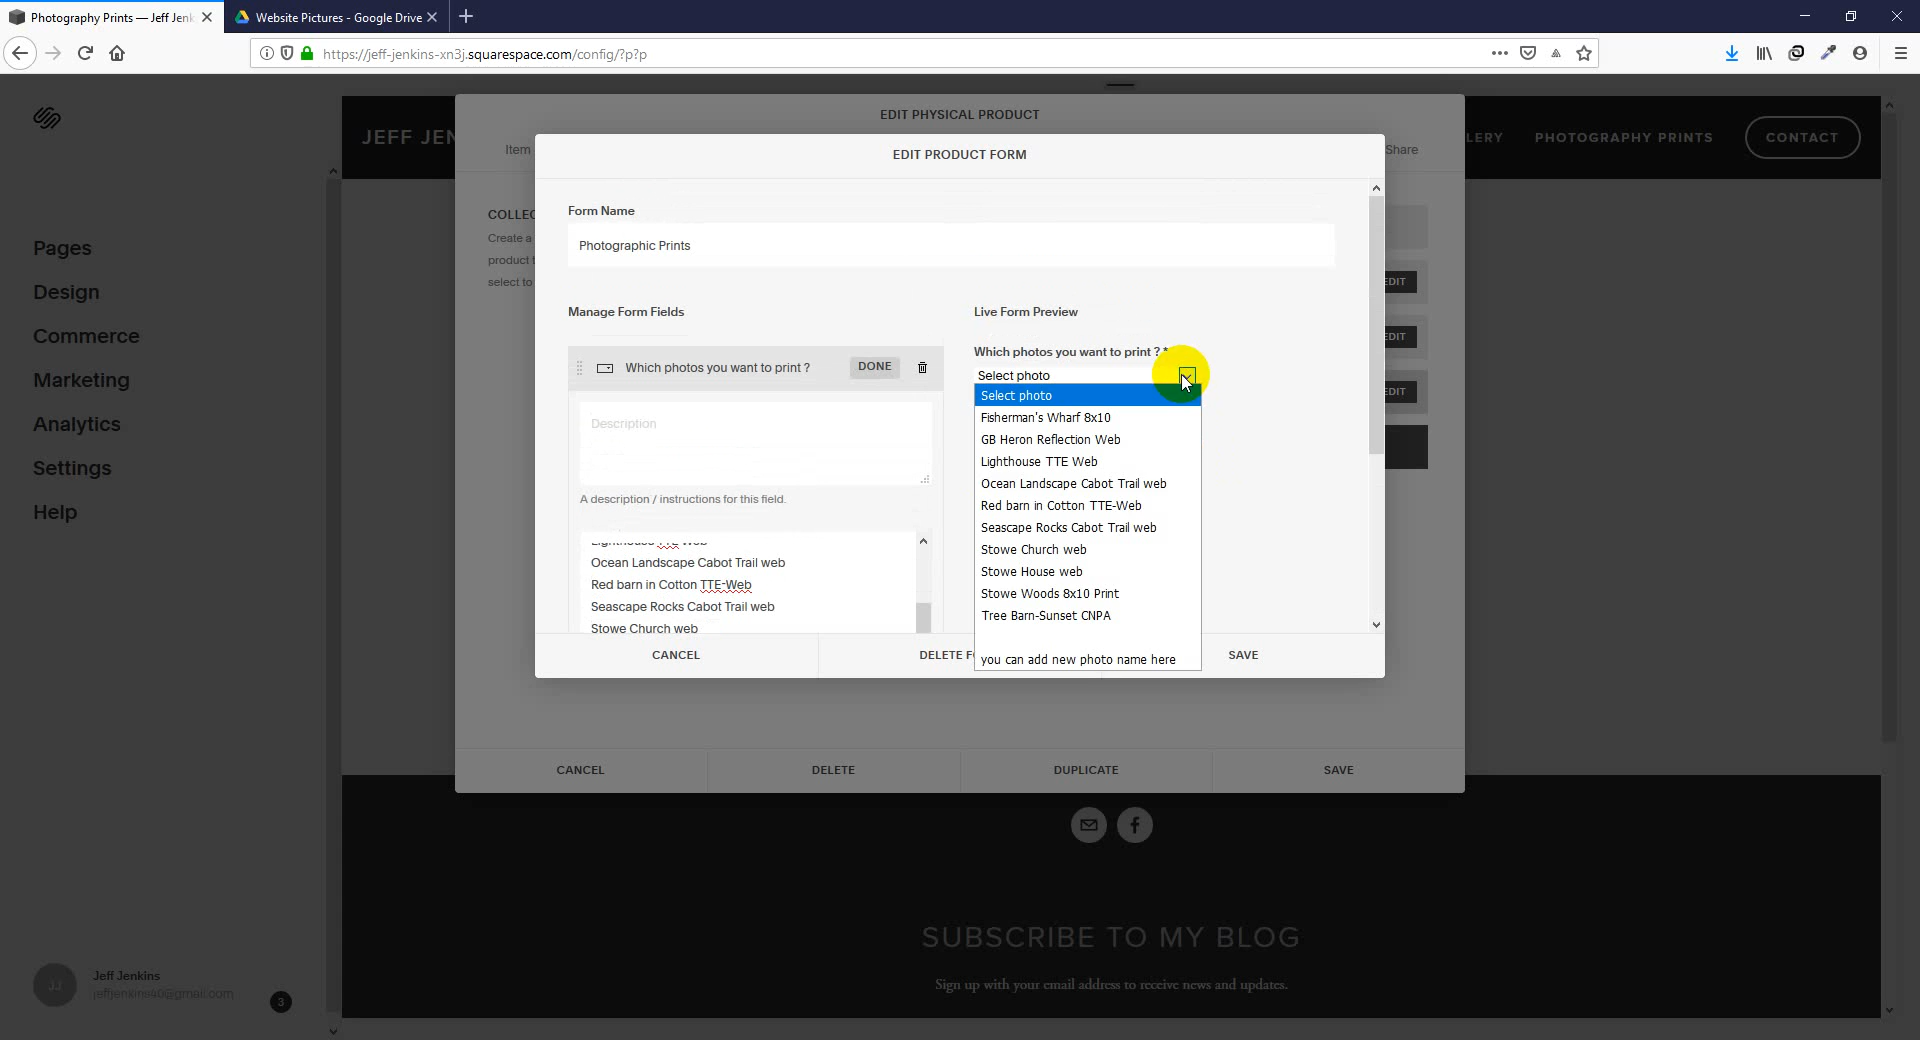 Photography Prints — Jeff Jenk
Website Pictures - Google Drive
https://jeff-jenkins-xn3j.squarespace.com/config/?p?p
EDIT PHYSICAL PRODUCT
JEFF JEN
LERY
PHOTOGRAPHY PRINTS
CONTACT
Item
Share
EDIT PRODUCT FORM
Pages
Design
Commerce
Marketing
Analytics
Settings
Help
COLLEC
Create a
product
select to
EDIT
EDIT
EDIT
Form Name
Photographic Prints
Manage Form Fields
Live Form Preview
Which photos you want to print ?
DONE
Description
A description / instructions for this field.
Lighthouse TTE Web
Ocean Landscape Cabot Trail web
Red barn in Cotton TTE-Web
Seascape Rocks Cabot Trail web
Stowe Church web
Which photos you want to print ? *
Select photo
Select photo
Fisherman's Wharf 8x10
GB Heron Reflection Web
Lighthouse TTE Web
Ocean Landscape Cabot Trail web
Red barn in Cotton TTE-Web
Seascape Rocks Cabot Trail web
Stowe Church web
Stowe House web
Stowe Woods 8x10 Print
Tree Barn-Sunset CNPA
you can add new photo name here
CANCEL
DELETE FO
SAVE
CANCEL
DELETE
DUPLICATE
SAVE
SUBSCRIBE TO MY BLOG
Sign up with your email address to receive news and updates.
JJ
Jeff Jenkins
jeffjenkins40@gmail.com
3